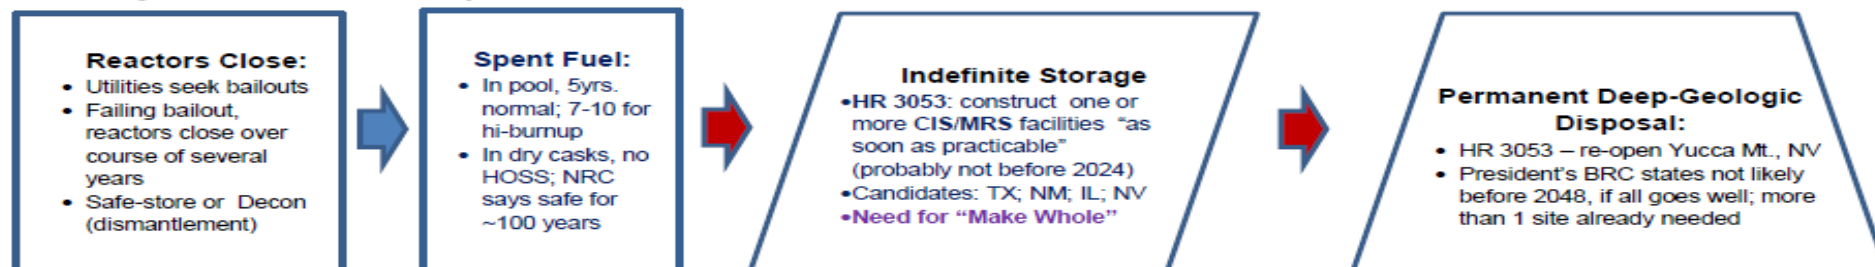 Reactors Close:
• Utilities seek bailouts
• Failing bailout,
reactors close over
course of several
years
• Safe-store or Decon
(dismantlement)
Spent Fuel:
• In pool, 5yrs.
normal; 7-10 for
hi-burnup
• In dry casks, no
HOSS; NRC
says safe for
~100 years
Indefinite Storage
•HR 3053: construct one or
more CIS/MRS facilities “as
soon as practicable”
(probably not before 2024)
•Candidates: TX; NM; IL; NV
•Need for “Make Whole”
Permanent Deep-Geologic
Disposal:
• HR 3053 – re-open Yucca Mt., NV
• President's BRC states not likely
before 2048, if all goes well; more
than 1 site already needed